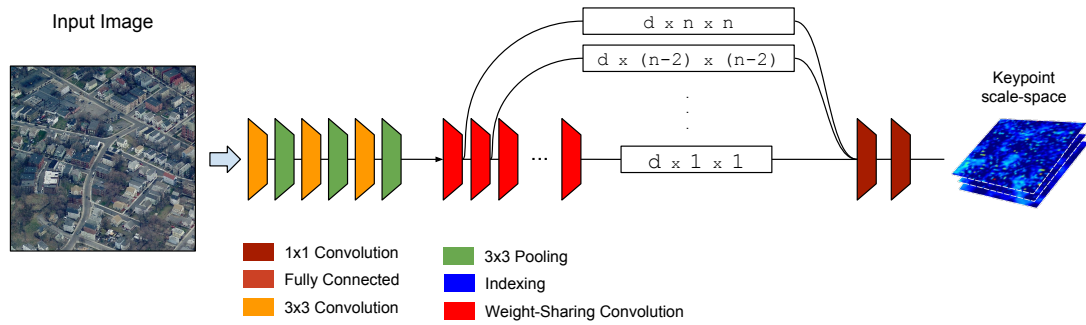 Input Image
d x n x n
d x (n-2) x (n-2)
.
.
.
Keypoint
scale-space
...
d x 1 x 1
1x1 Convolution
Fully Connected
3x3 Convolution
3x3 Pooling
Indexing
Weight-Sharing Convolution